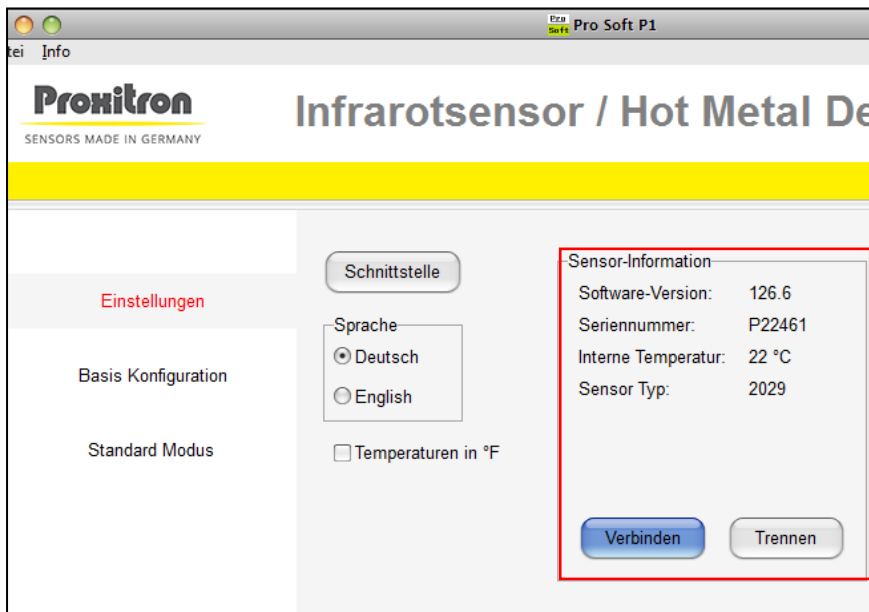 Pro Soft Pro Soft P1
tei Info
Proxitron
SENSORS MADE IN GERMANY
Infrarotsensor / Hot Metal De
Einstellungen
Basis Konfiguration
Standard Modus
Schnittstelle
Sprache
Deutsch
English
Temperaturen in °F
Sensor-Information
Software-Version: 126.6
Seriennummer: P22461
Interne Temperatur: 22 °C
Sensor Typ: 2029
Verbinden Trennen